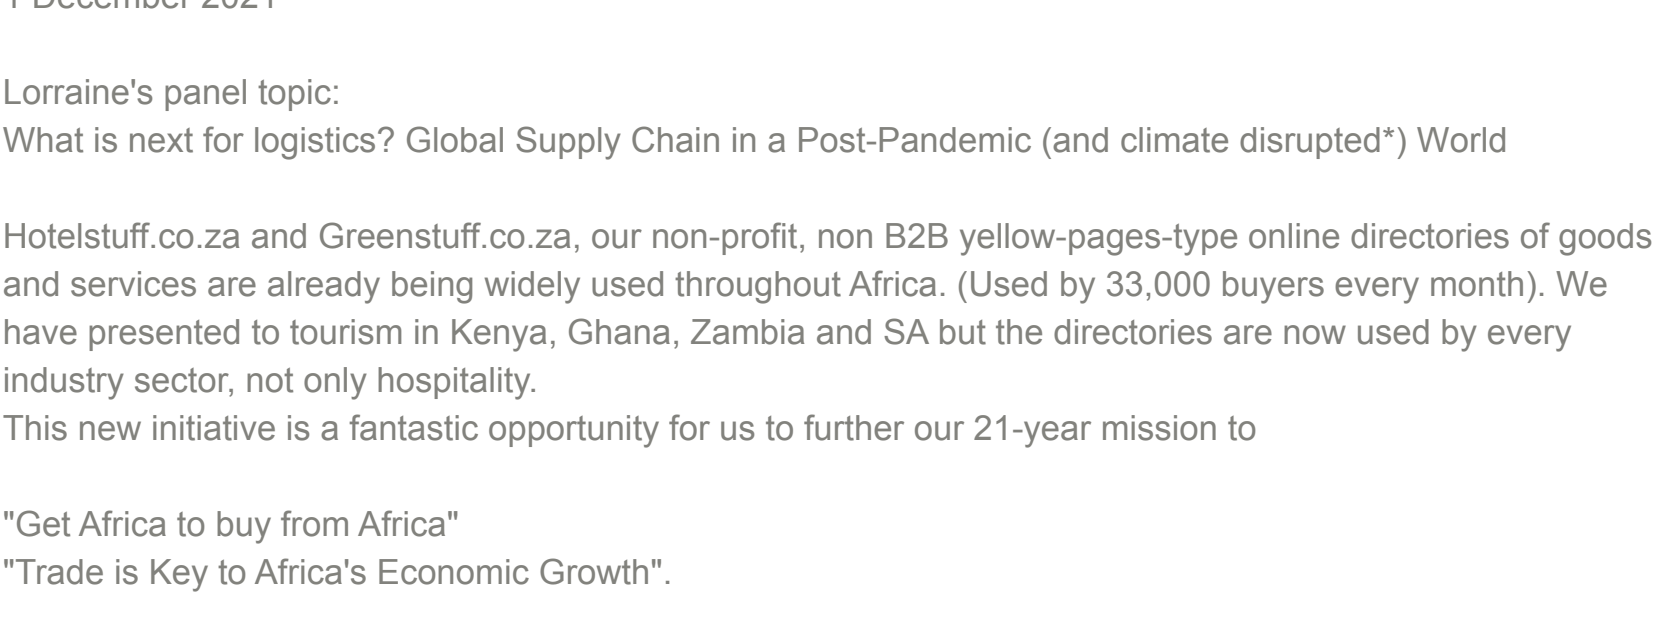 1 December 2021
Lorraine's panel topic:
What is next for logistics? Global Supply Chain in a Post-Pandemic (and climate disrupted*) World
Hotelstuff.co.za and Greenstuff.co.za, our non-profit, non B2B yellow-pages-type online directories of goods
and services are already being widely used throughout Africa. (Used by 33,000 buyers every month). We
have presented to tourism in Kenya, Ghana, Zambia and SA but the directories are now used by every
industry sector, not only hospitality.
This new initiative is a fantastic opportunity for us to further our 21-year mission to
"Get Africa to buy from Africa"
"Trade is Key to Africa's Economic Growth".